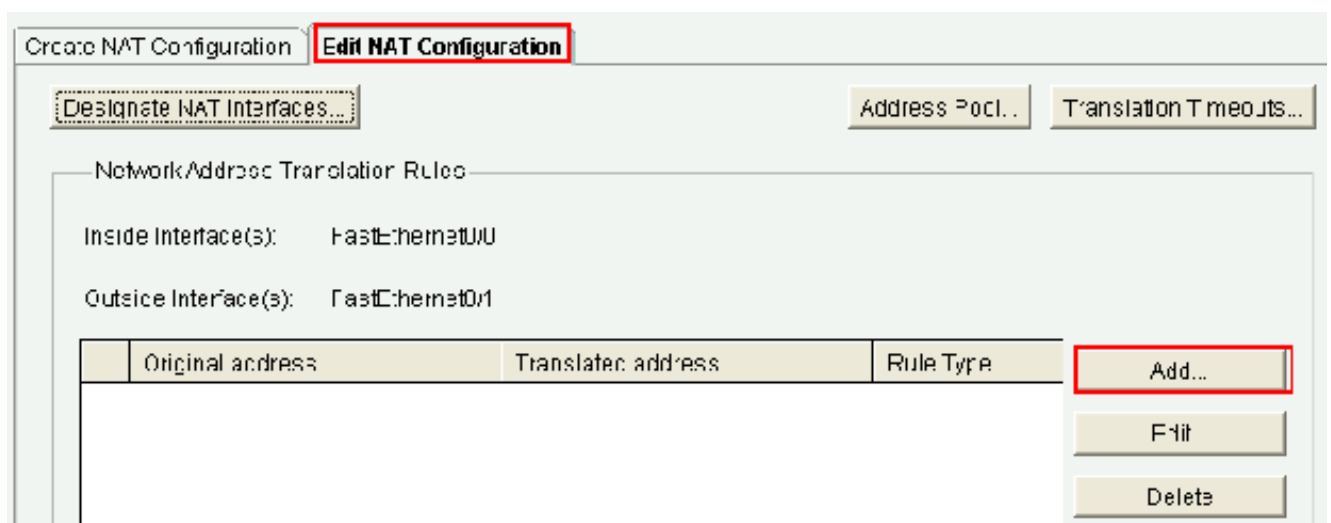 Create NAT Configuration Edit NAT Configuration
Designate NAT Interfaces... Address Pool... Translation Timeouts...
Network Address Translation Rules
Inside Interface(s): FastEthernet0/0
Outside Interface(s): FastEthernet0/1
Original address Translated address Rule Type Add...
Edit
Delete